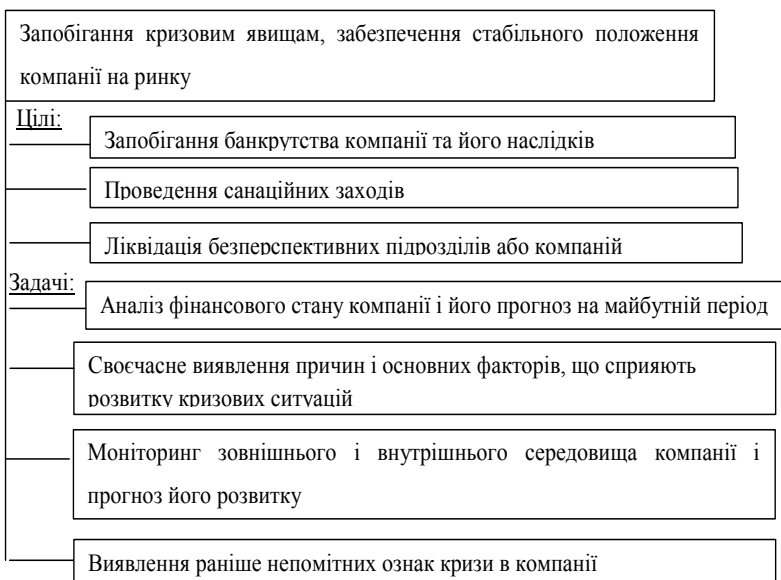 Запобігання кризовим явищам, забезпечення стабільного положення
компанії на ринку
Цілі:
Запобігання банкрутства компанії та його наслідків
Проведення санаційних заходів
Ліквідація безперспективних підрозділів або компаній
Задачі:
Аналіз фінансового стану компанії і його прогноз на майбутній період
Своєчасне виявлення причин і основних факторів, що сприяють
розвитку кризових ситуацій
Моніторинг зовнішнього і внутрішнього середовища компанії і
прогноз його розвитку
Виявлення раніше непомітних ознак кризи в компанії